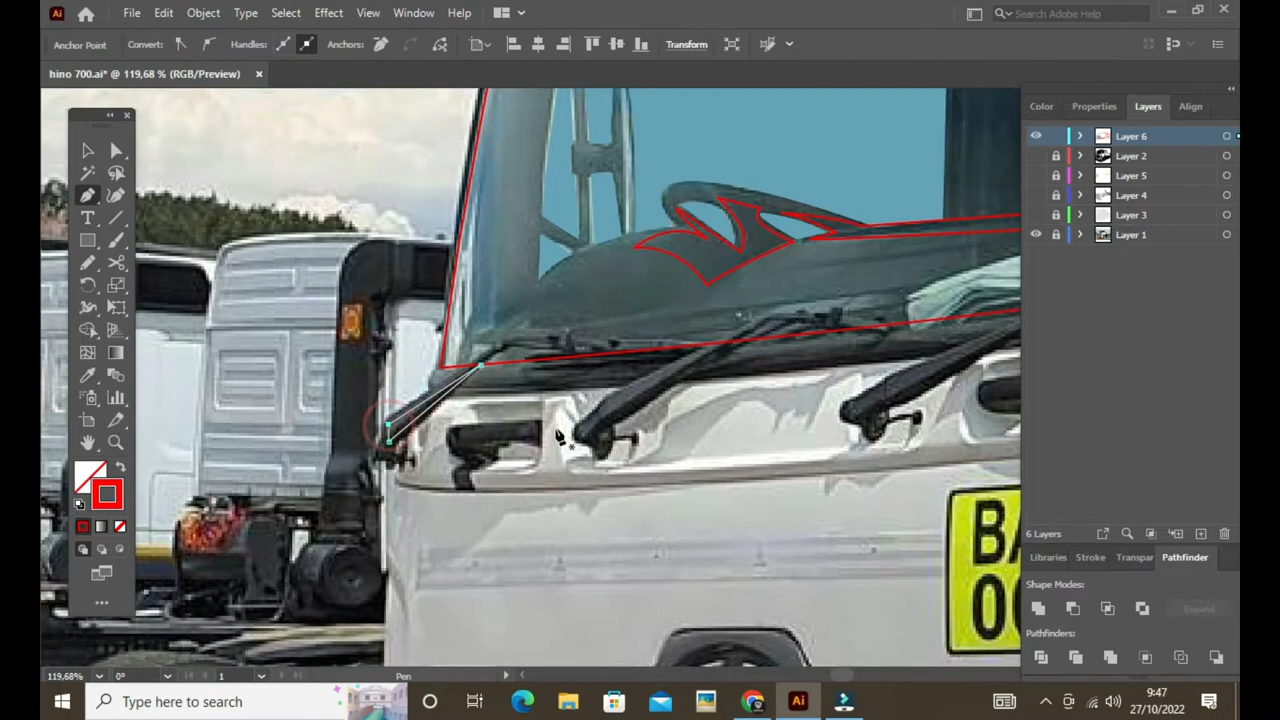 Ai File Edit Object Type Select Effect View Window Help Search Adobe Help
Anchor Point Convert: Handles: Anchors: Transform
hino 700.ai* @ 119,68 % (RGB/Preview)
Color Properties Layers Align
Layer 6
Layer 2
Layer 5
Layer 4
Layer 3
Layer 1
6 Layers
Libraries Stroke Transpar Pathfinder
Shape Modes:
Expand
Pathfinders:
BA
00
119,68% 0° 1 Pen
Type here to search
Ai
9:47
27/10/2022